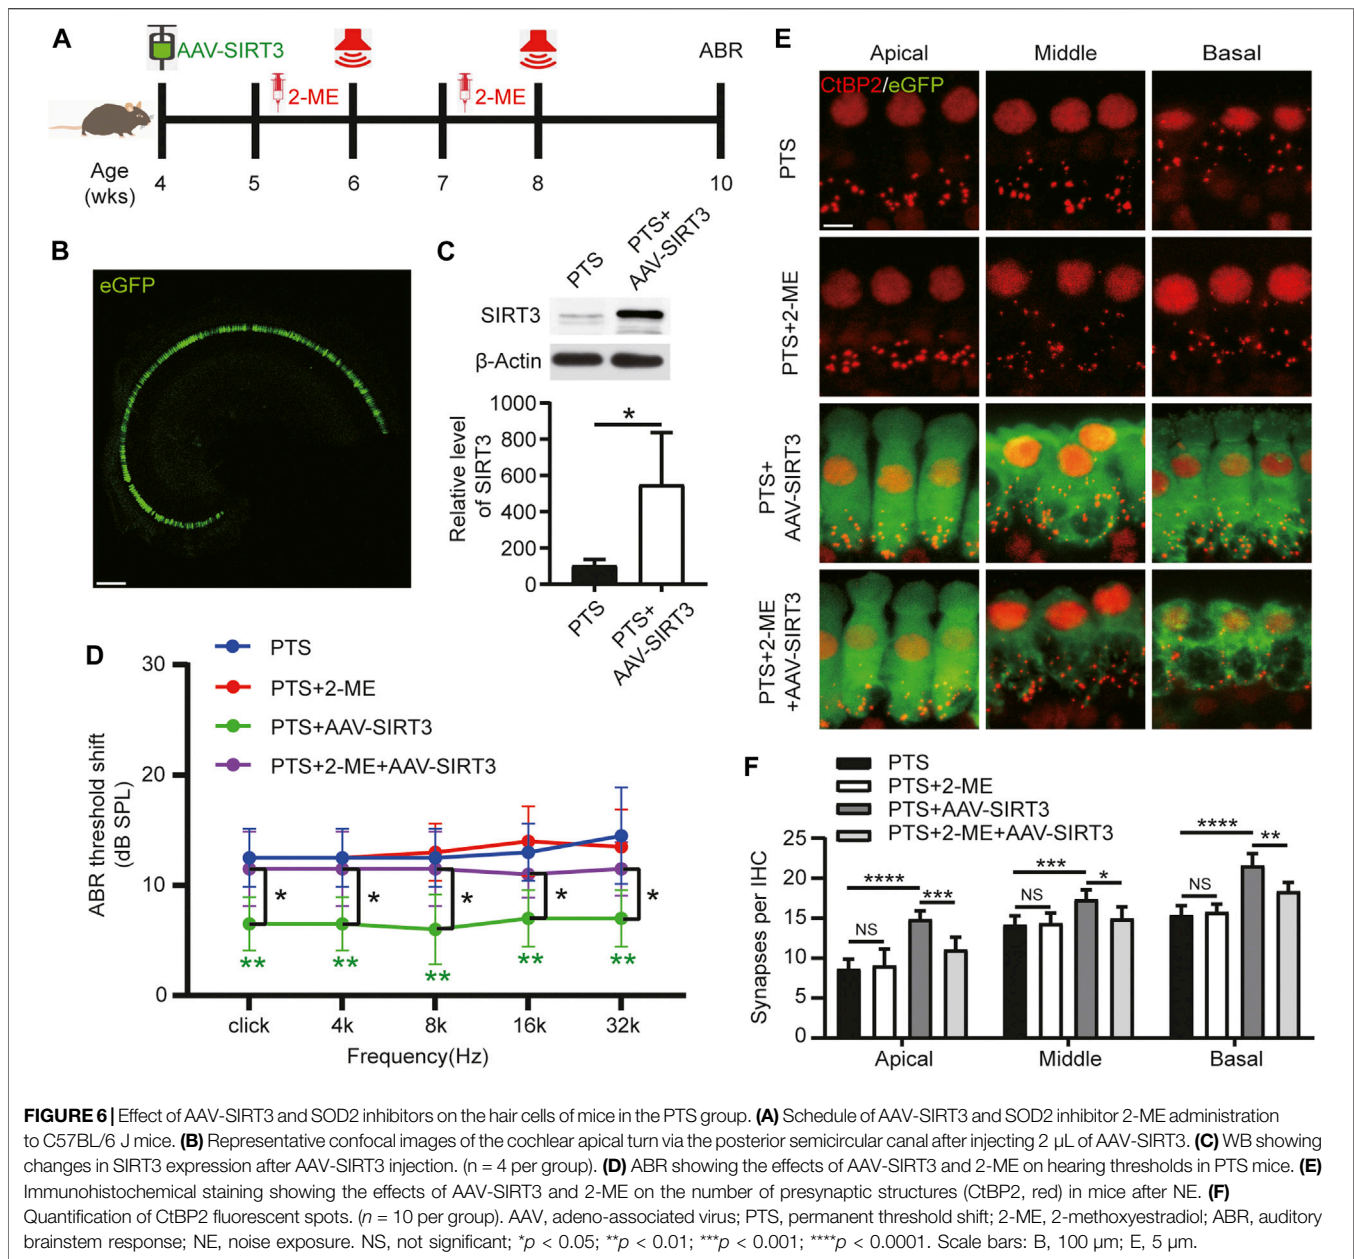 A
AAV-SIRT3
2-ME
2-ME
ABR
Age
(wks)
4
5
6
7
8
10
B
eGFP
C
PTS
PTS+
AAV-SIRT3
SIRT3
β-Actin
Relative level
of SIRT3
1000
800
600
400
200
0
*
PTS
PTS+
AAV-SIRT3
D
PTS
PTS+2-ME
PTS+AAV-SIRT3
PTS+2-ME+AAV-SIRT3
ABR threshold shift
(dB SPL)
30
20
10
0
* * * * *
** ** ** ** **
click 4k 8k 16k 32k
Frequency(Hz)
E
Apical Middle Basal
CtBP2/eGFP
PTS
PTS+2-ME
PTS+
AAV-SIRT3
PTS+2-ME
+AAV-SIRT3
F
PTS
PTS+2-ME
PTS+AAV-SIRT3
PTS+2-ME+AAV-SIRT3
Synapses per IHC
25
20
15
10
5
0
NS **** ***
NS *** *
NS **** **
Apical Middle Basal
FIGURE 6 | Effect of AAV-SIRT3 and SOD2 inhibitors on the hair cells of mice in the PTS group. (A) Schedule of AAV-SIRT3 and SOD2 inhibitor 2-ME administration
to C57BL/6 J mice. (B) Representative confocal images of the cochlear apical turn via the posterior semicircular canal after injecting 2 µL of AAV-SIRT3. (C) WB showing
changes in SIRT3 expression after AAV-SIRT3 injection. (n = 4 per group). (D) ABR showing the effects of AAV-SIRT3 and 2-ME on hearing thresholds in PTS mice. (E)
Immunohistochemical staining showing the effects of AAV-SIRT3 and 2-ME on the number of presynaptic structures (CtBP2, red) in mice after NE. (F)
Quantification of CtBP2 fluorescent spots. (n = 10 per group). AAV, adeno-associated virus; PTS, permanent threshold shift; 2-ME, 2-methoxyestradiol; ABR, auditory
brainstem response; NE, noise exposure. NS, not significant; *p < 0.05; **p < 0.01; ***p < 0.001; ****p < 0.0001. Scale bars: B, 100 µm; E, 5 µm.